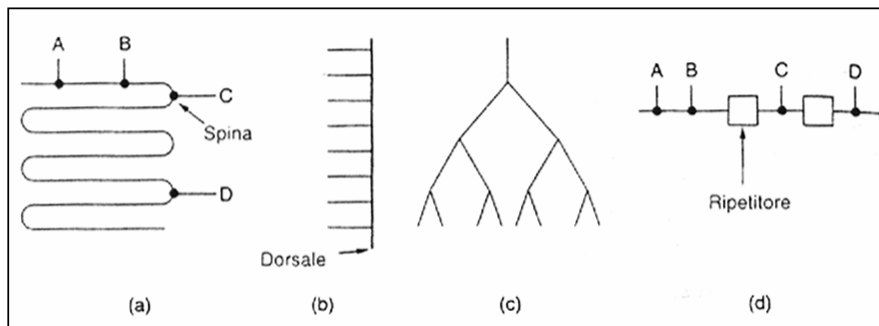 A B
C
Spina
D
(a)
Dorsale
(b)
(c)
A B C D
Ripetitore
(d)